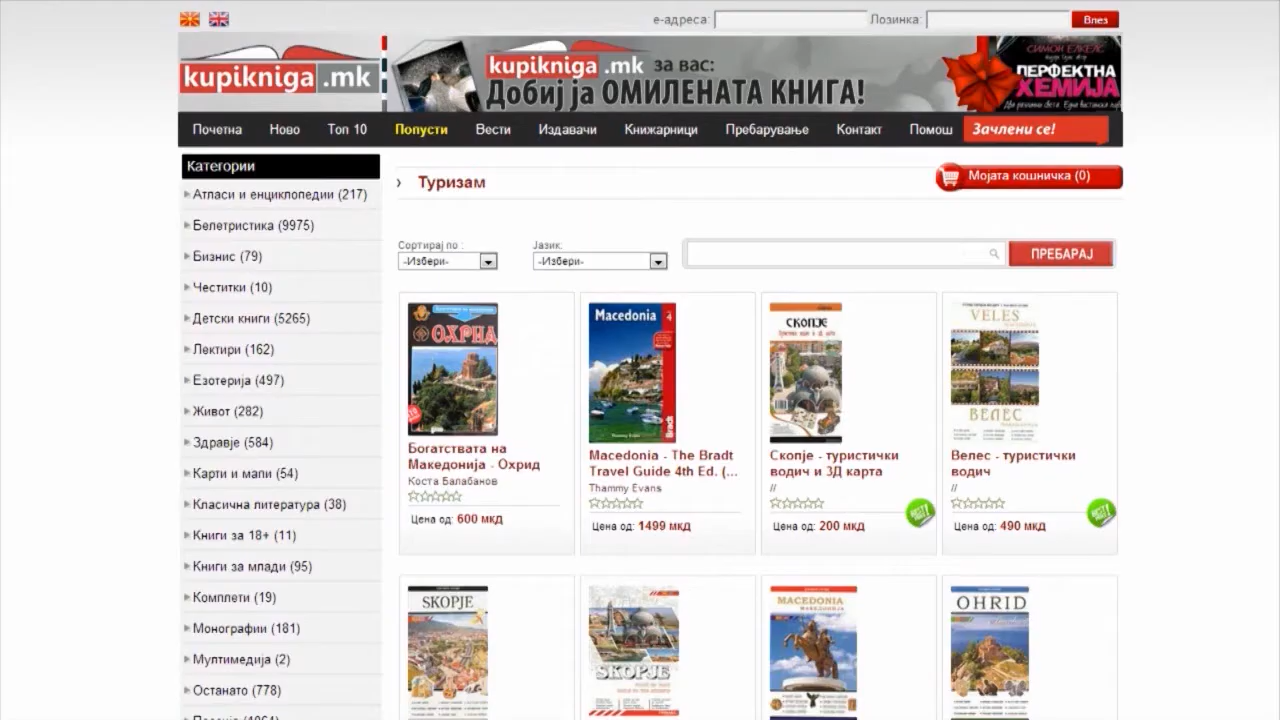 е-адреса:
Лозинка:
Влез
kupikniga.mk
kupikniga.mk за вас:
Добиј ја ОМИЛЕНАТА КНИГА!
СИМОН ЕЛКЕЛС
ПЕРФЕКТНА
ХЕМИЈА
Почетна Ново Топ 10 Попусти Вести Издавачи Книжарници Пребарување Контакт Помош Зачлени се!
Категории
Атласи и енциклопедии (217)
Белетристика (9975)
Бизнис (79)
Честитки (10)
Детски книги (5265)
Лектири (162)
Езотерија (497)
Живот (282)
Здравје (594)
Карти и мапи (54)
Класична литература (38)
Книги за 18+ (11)
Книги за млади (95)
Комплети (19)
Монографии (181)
Мултимедија (2)
Останато (778)
› Туризам
Мојата кошничка (0)
Сортирај по :
-Избери-
Јазик:
-Избери-
ПРЕБАРАЈ
ОХРИД
Богатствата на
Македонија - Охрид
Коста Балабанов
Цена од: 600 мкд
Macedonia
4
Thammy Evans
Bradt
Macedonia - The Bradt
Travel Guide 4th Ed. (...
Thammy Evans
Цена од: 1499 мкд
СКОПЈЕ
Скопје - туристички
водич и 3Д карта
//
Цена од: 200 мкд
VELES
ВЕЛЕС
Велес - туристички
водич
//
Цена од: 490 мкд
SKOPJE
SKOPJE
MACEDONIA
OHRID